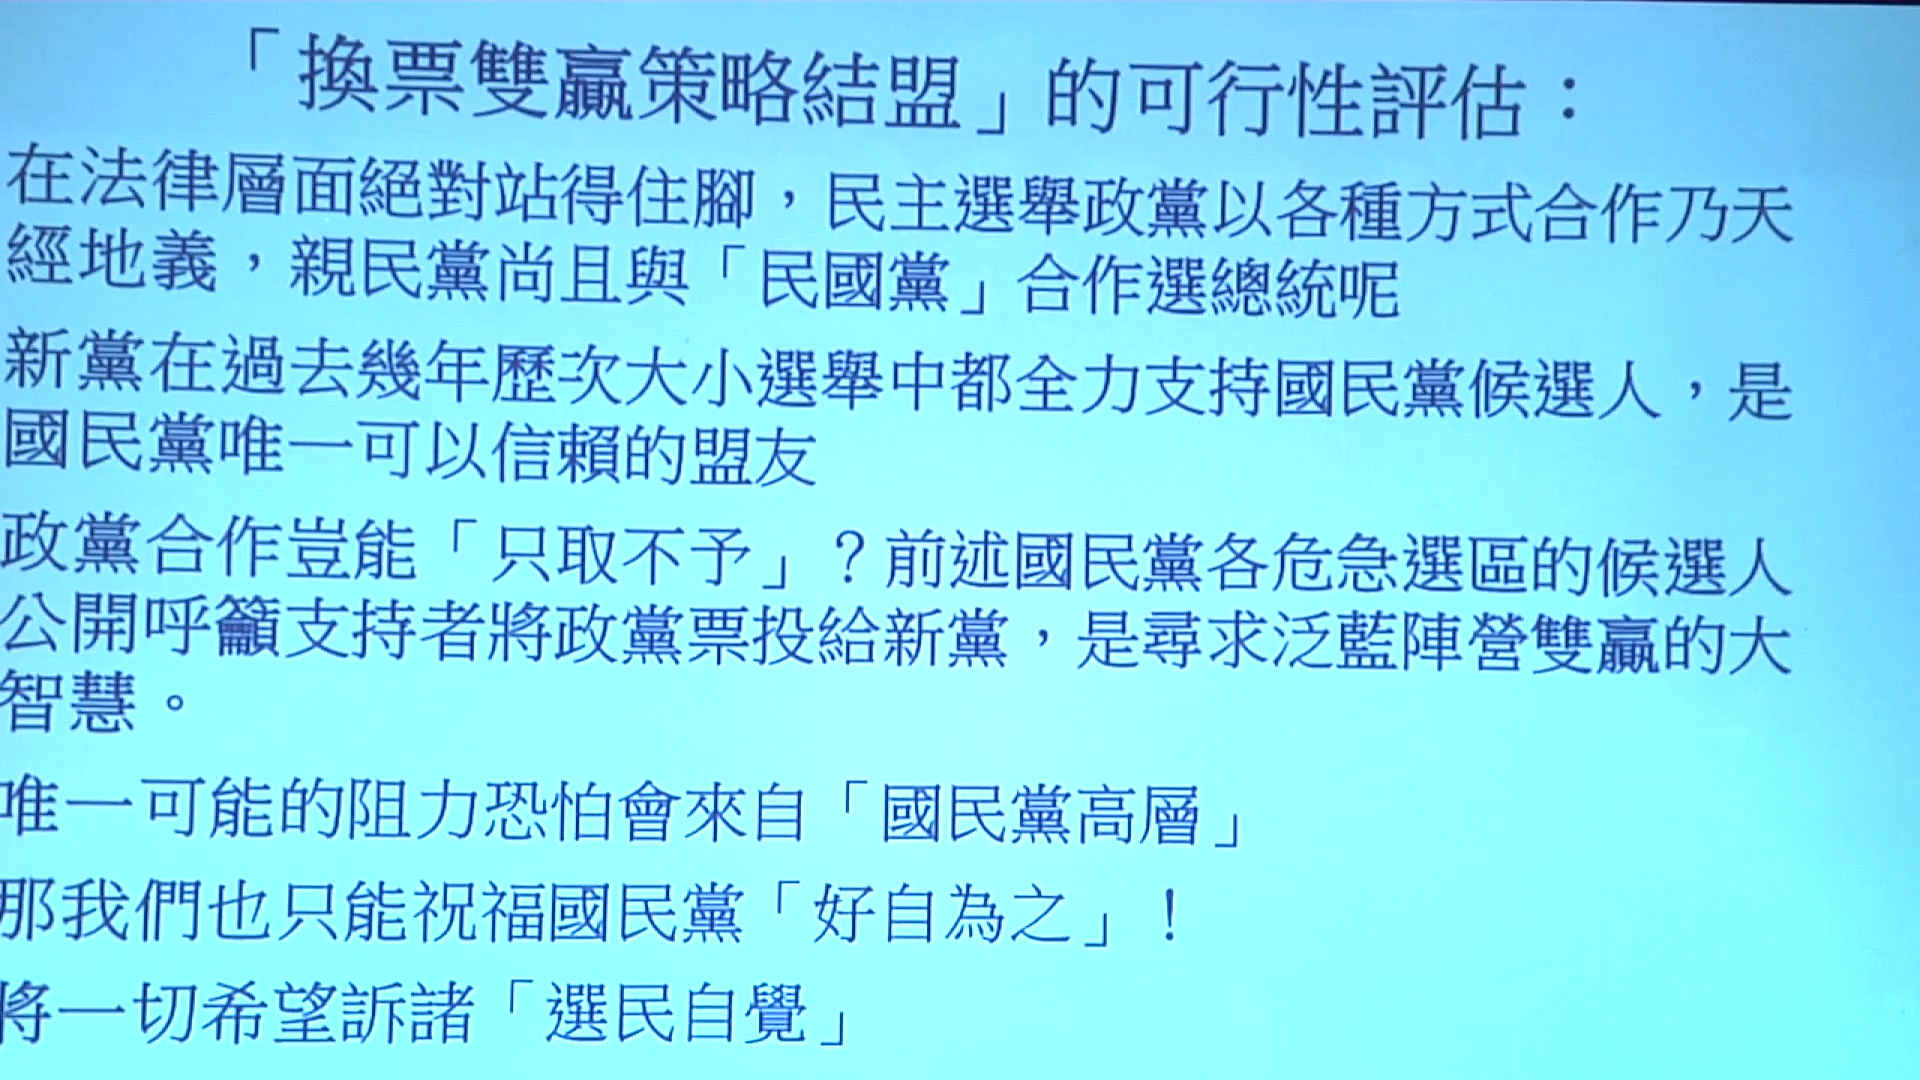 「換票雙贏策略結盟」的可行性評估：
在法律層面絕對站得住腳，民主選舉政黨以各種方式合作乃天
經地義，親民黨尚且與「民國黨」合作選總統呢
新黨在過去幾年歷次大小選舉中都全力支持國民黨候選人，是
國民黨唯一可以信賴的盟友
政黨合作豈能「只取不予」？前述國民黨各危急選區的候選人
公開呼籲支持者將政黨票投給新黨，是尋求泛藍陣營雙贏的大
智慧。
唯一可能的阻力恐怕會來自「國民黨高層」
那我們也只能祝福國民黨「好自為之」！
將一切希望訴諸「選民自覺」